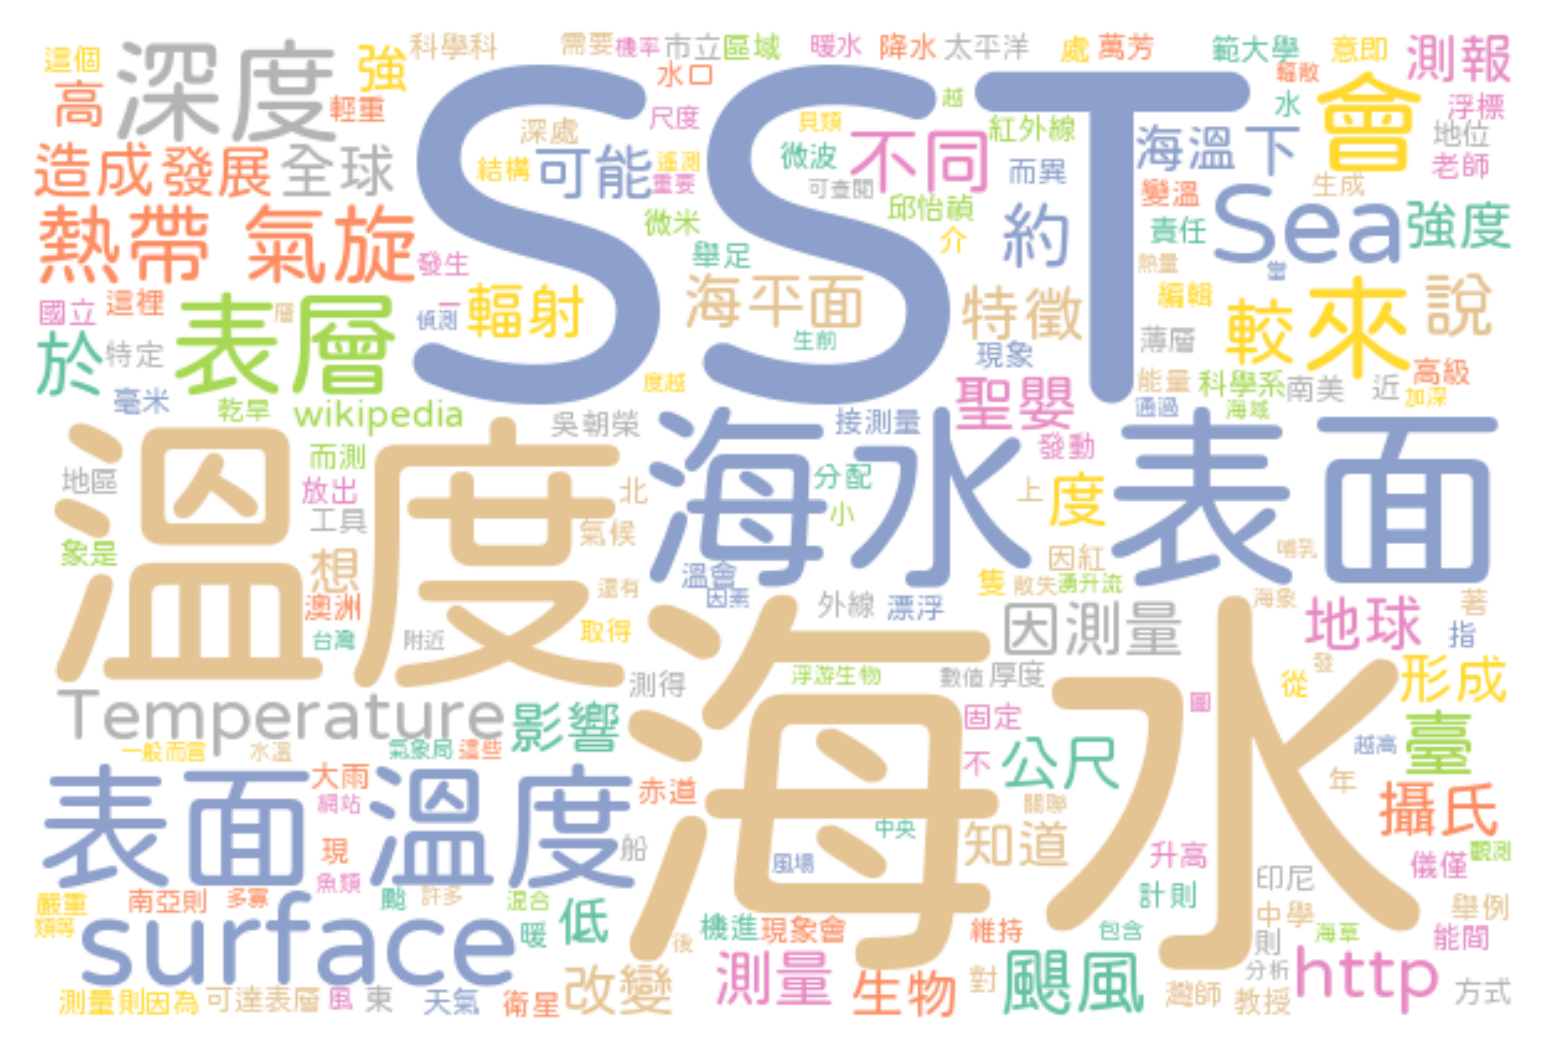 這個
深度
強
科學科
需要
機率
市立
區域
暖水
降水
太平洋
處
萬芳
範大學
意即
測報
高
輕重
水口
尺度
SST
越
輻散
水
會
浮標
地位
老師
造成
發展
全球
深處
結構
可能
遙測
重要
貝類
微波
不同
可查閱
紅外線
而異
海溫
下
變溫
生成
熱帶
氣旋
微米
邱怡禎
介
約
責任
Sea
強度
發生
舉足
熱量
國立
這裡
層
表層
偵測
輻射
海平面
特徵
編輯
較
來
說
於
特定
生前
現象
薄層
毫米
乾旱
wikipedia
度越
聖嬰
能量
科學系
南美
近
高級
加深
通過
海域
吳朝榮
接測量
發動
溫度
海水
表面
地區
而測
放出
工具
北
分配
小
上
度
象是
氣候
想
溫會
因素
因紅
哺乳
還有
隻
散失
湧升流
澳洲
台灣
附近
取得
外線
漂浮
因測量
海象
地球
著
指
海水
測得
浮游生物
數值
厚度
從
發
形成
Temperature
影響
固定
圖
一般而言
水溫
氣象局
這些
不
公尺
越高
臺
表面
溫度
大雨
網站
赤道
關聯
年
攝氏
中央
知道
現
船
風場
升高
儀僅
觀測
魚類
計則
印尼
嚴重
類等
南亞則
多寡
颱
許多
混合
低
中學
則
舉例
surface
暖
後
機進
現象會
維持
包含
海草
能間
測量
則因為
可達表層
風
東
天氣
衛星
改變
測量
生物
對
颶風
灣師
分析
教授
http
方式